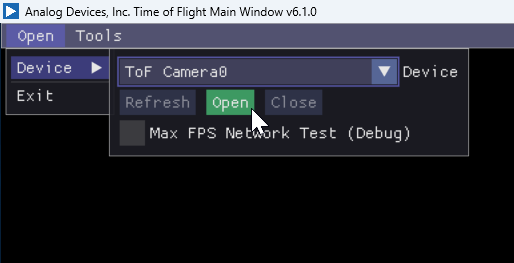 Analog Devices, Inc. Time of Flight Main Window v6.1.0
Open Tools
Device ToF Camera0 Device
Refresh Open Close
Exit
Max FPS Network Test (Debug)